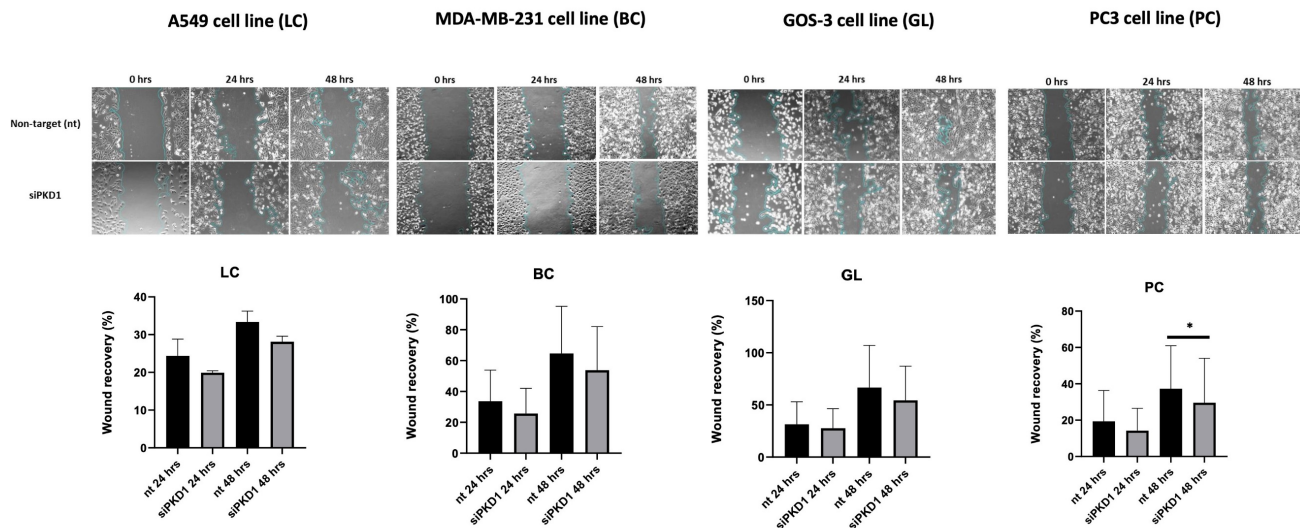 A549 cell line (LC)
MDA-MB-231 cell line (BC)
GOS-3 cell line (GL)
PC3 cell line (PC)
0 hrs 24 hrs 48 hrs
0 hrs 24 hrs 48 hrs
0 hrs 24 hrs 48 hrs
0 hrs 24 hrs 48 hrs
Non-target (nt)
siPKD1
LC
Wound recovery (%)
40
30
20
10
0
nt 24 hrs
siPKD1 24 hrs
nt 48 hrs
siPKD1 48 hrs
BC
Wound recovery (%)
100
80
60
40
20
0
nt 24 hrs
siPKD1 24 hrs
nt 48 hrs
siPKD1 48 hrs
GL
Wound recovery (%)
150
100
50
0
nt 24 hrs
siPKD1 24 hrs
nt 48 hrs
siPKD1 48 hrs
PC
Wound recovery (%)
80
60
40
20
0
*
nt 24 hrs
siPKD1 24 hrs
nt 48 hrs
siPKD1 48 hrs